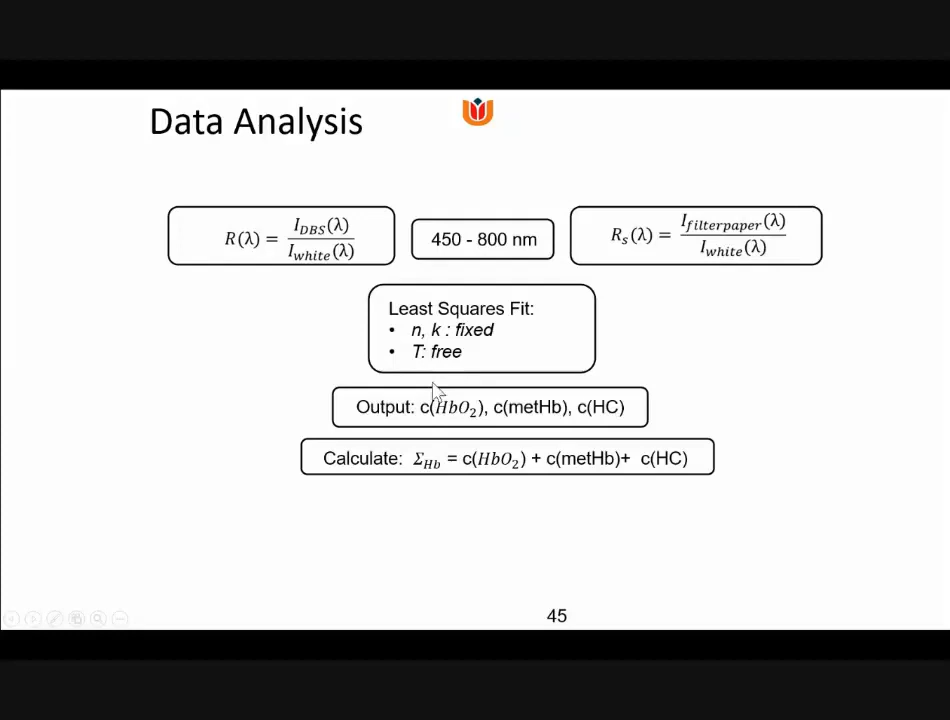 Data Analysis
R(λ) = I_DBS(λ) / I_white(λ)
450 - 800 nm
R_s(λ) = I_filterpaper(λ) / I_white(λ)
Least Squares Fit:
• n, k : fixed
• T: free
Output: c(HbO₂), c(metHb), c(HC)
Calculate: Σ_Hb = c(HbO₂) + c(metHb)+ c(HC)
45